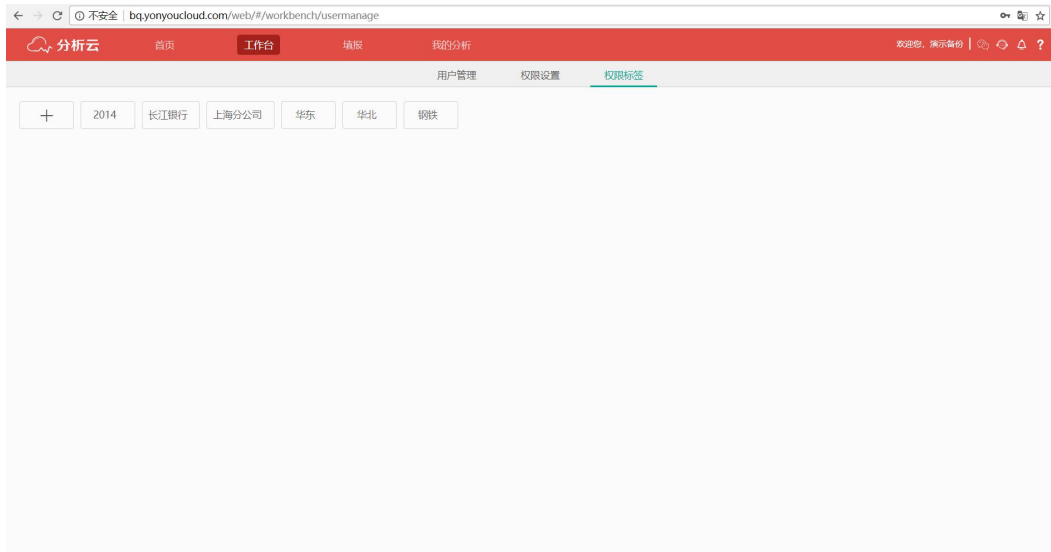 不安全 bq.yonyoucloud.com/web/#/workbench/usermanage
分析云 首页 工作台 填报 我的分析 欢迎您，演示备份 ?
用户管理 权限设置 权限标签
2014 长江银行 上海分公司 华东 华北 钢铁